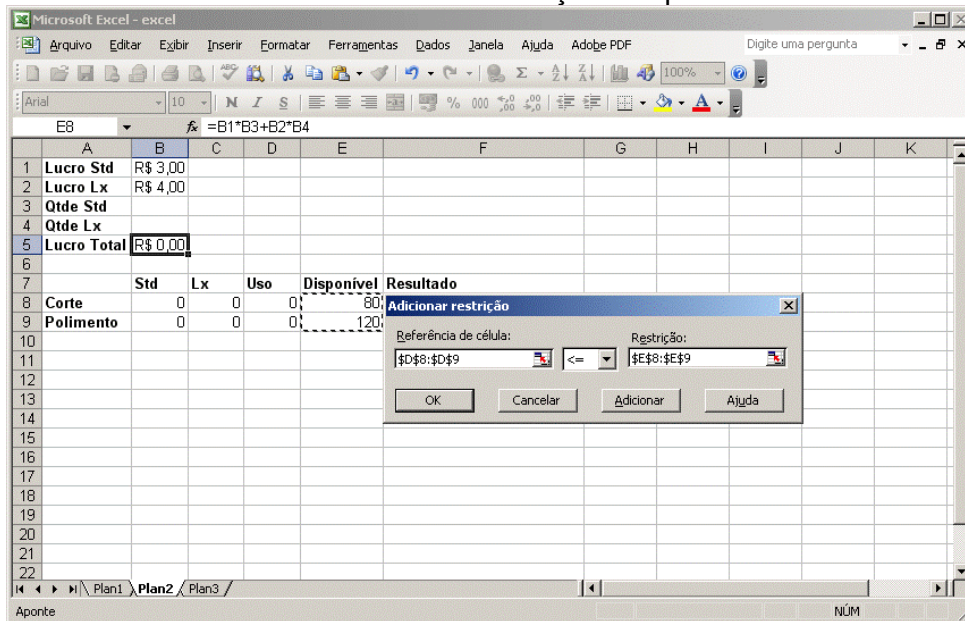 Microsoft Excel - excel
Arquivo Editar Exibir Inserir Formatar Ferramentas Dados Janela Ajuda Adobe PDF Digite uma pergunta
100%
Arial 10 N I S % 000
E8 fx =B1*B3+B2*B4
A B C D E F G H I J K
1 Lucro Std R$ 3,00
2 Lucro Lx R$ 4,00
3 Qtde Std
4 Qtde Lx
5 Lucro Total R$ 0,00
6
7 Std Lx Uso Disponível Resultado
8 Corte 0 0 0 80
9 Polimento 0 0 0 120
Adicionar restrição
Referência de célula: Restrição:
$D$8:$D$9 <= $E$8:$E$9
OK Cancelar Adicionar Ajuda
10
11
12
13
14
15
16
17
18
19
20
21
22
Plan1 Plan2 Plan3
Aponte NÚM